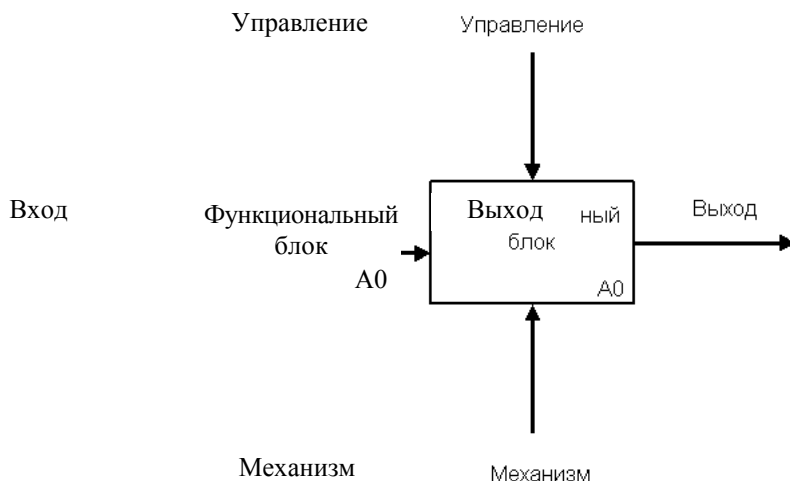 Управление Управление
Вход Функциональный Выход ный Выход
блок блок
A0 A0
Механизм Механизм